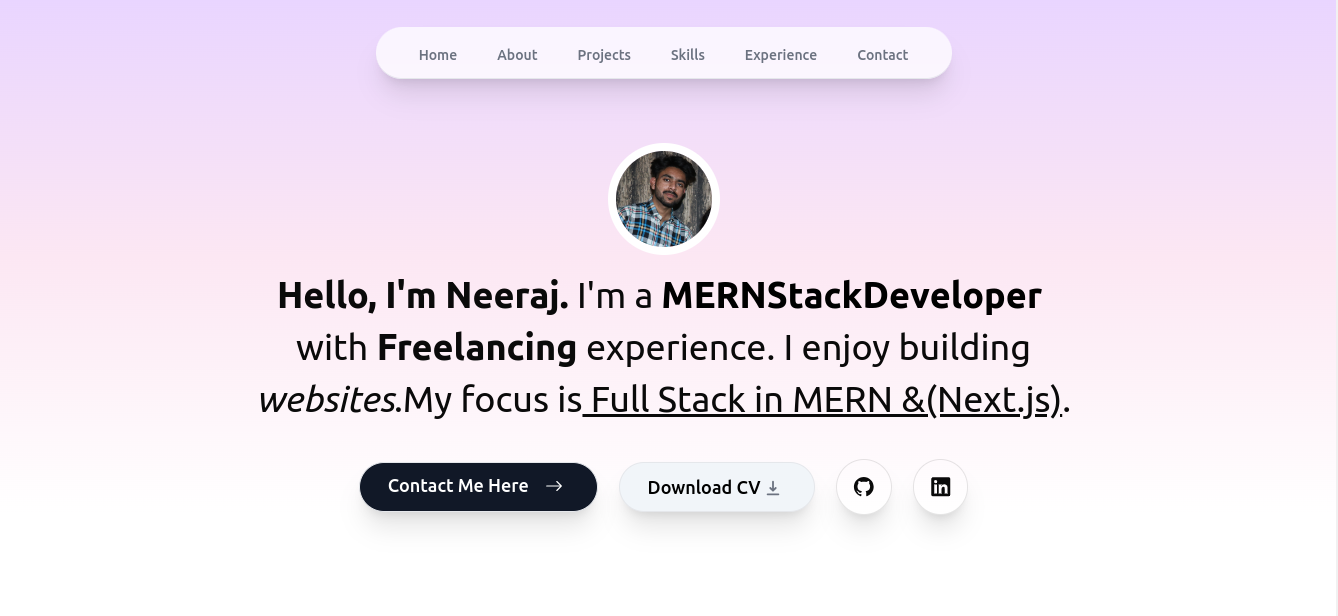 Home About Projects Skills Experience Contact
Hello, I'm Neeraj. I'm a MERNStackDeveloper
with Freelancing experience. I enjoy building
websites.My focus is Full Stack in MERN &(Next.js).
Contact Me Here Download CV in